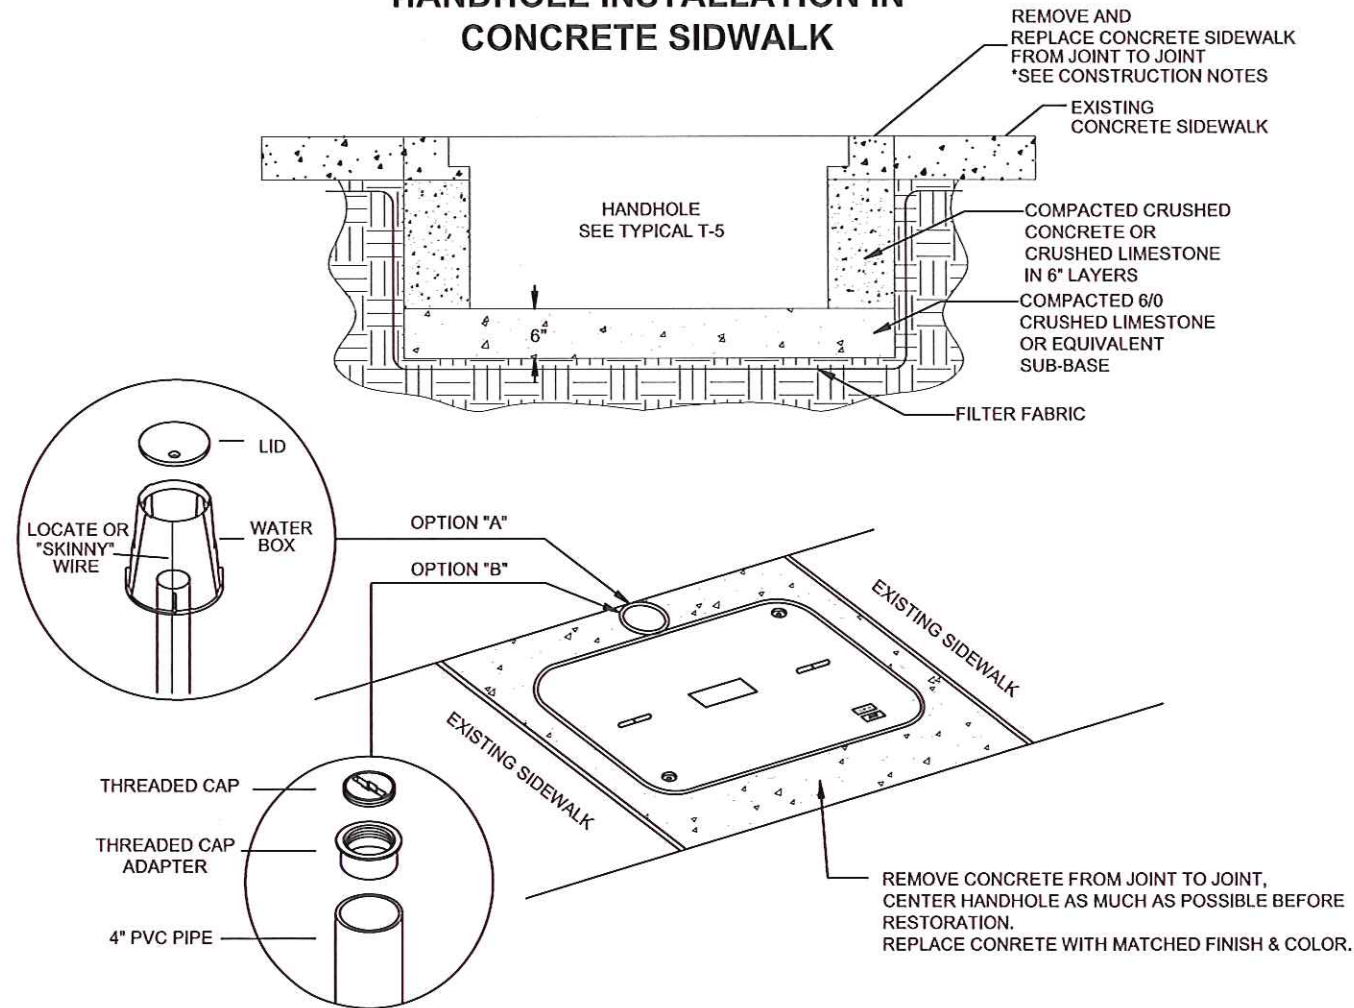 HANDHOLE INSTALLATION IN
CONCRETE SIDWALK
REMOVE AND
REPLACE CONCRETE SIDEWALK
FROM JOINT TO JOINT
*SEE CONSTRUCTION NOTES
EXISTING
CONCRETE SIDEWALK
HANDHOLE
SEE TYPICAL T-5
COMPACTED CRUSHED
CONCRETE OR
CRUSHED LIMESTONE
IN 6" LAYERS
6"
COMPACTED 6/0
CRUSHED LIMESTONE
OR EQUIVALENT
SUB-BASE
FILTER FABRIC
LID
LOCATE OR
"SKINNY"
WIRE
WATER
BOX
OPTION "A"
OPTION "B"
EXISTING SIDEWALK
EXISTING SIDEWALK
THREADED CAP
THREADED CAP
ADAPTER
4" PVC PIPE
REMOVE CONCRETE FROM JOINT TO JOINT,
CENTER HANDHOLE AS MUCH AS POSSIBLE BEFORE
RESTORATION.
REPLACE CONRETE WITH MATCHED FINISH & COLOR.